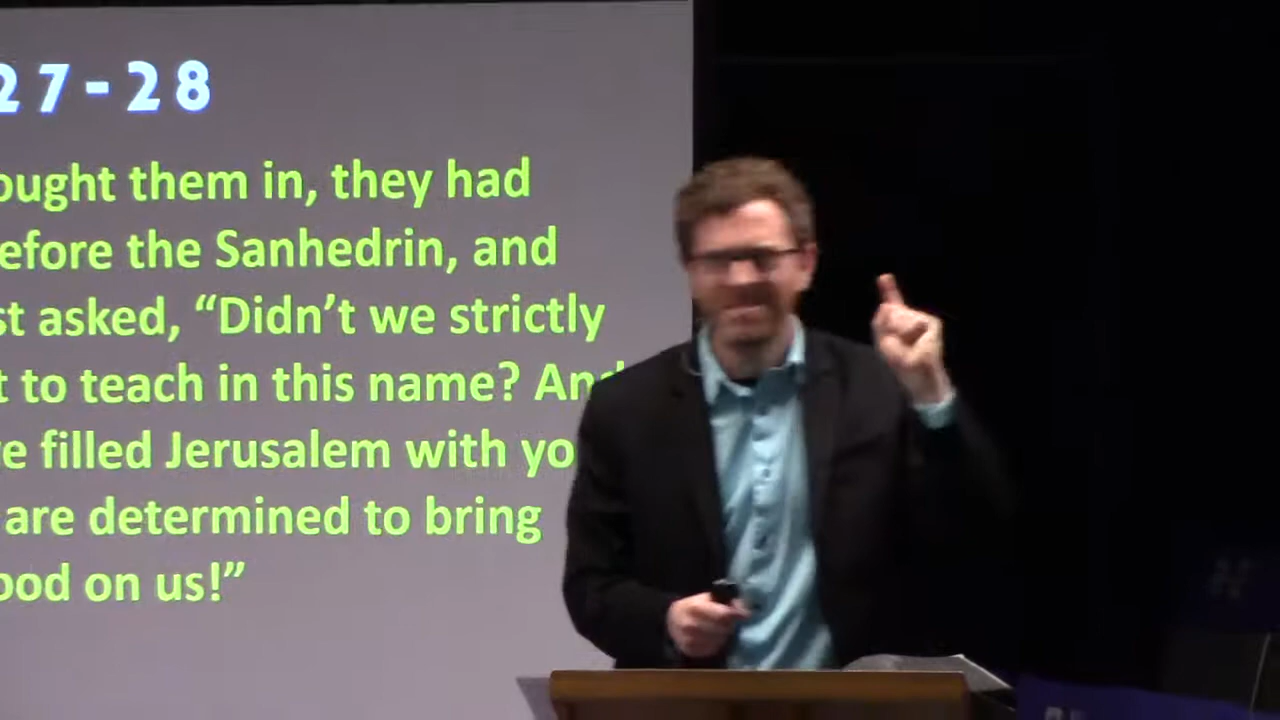 27-28
ought them in, they had
efore the Sanhedrin, and
st asked, “Didn’t we strictly
t to teach in this name? And
e filled Jerusalem with yo
are determined to bring
ood on us!”